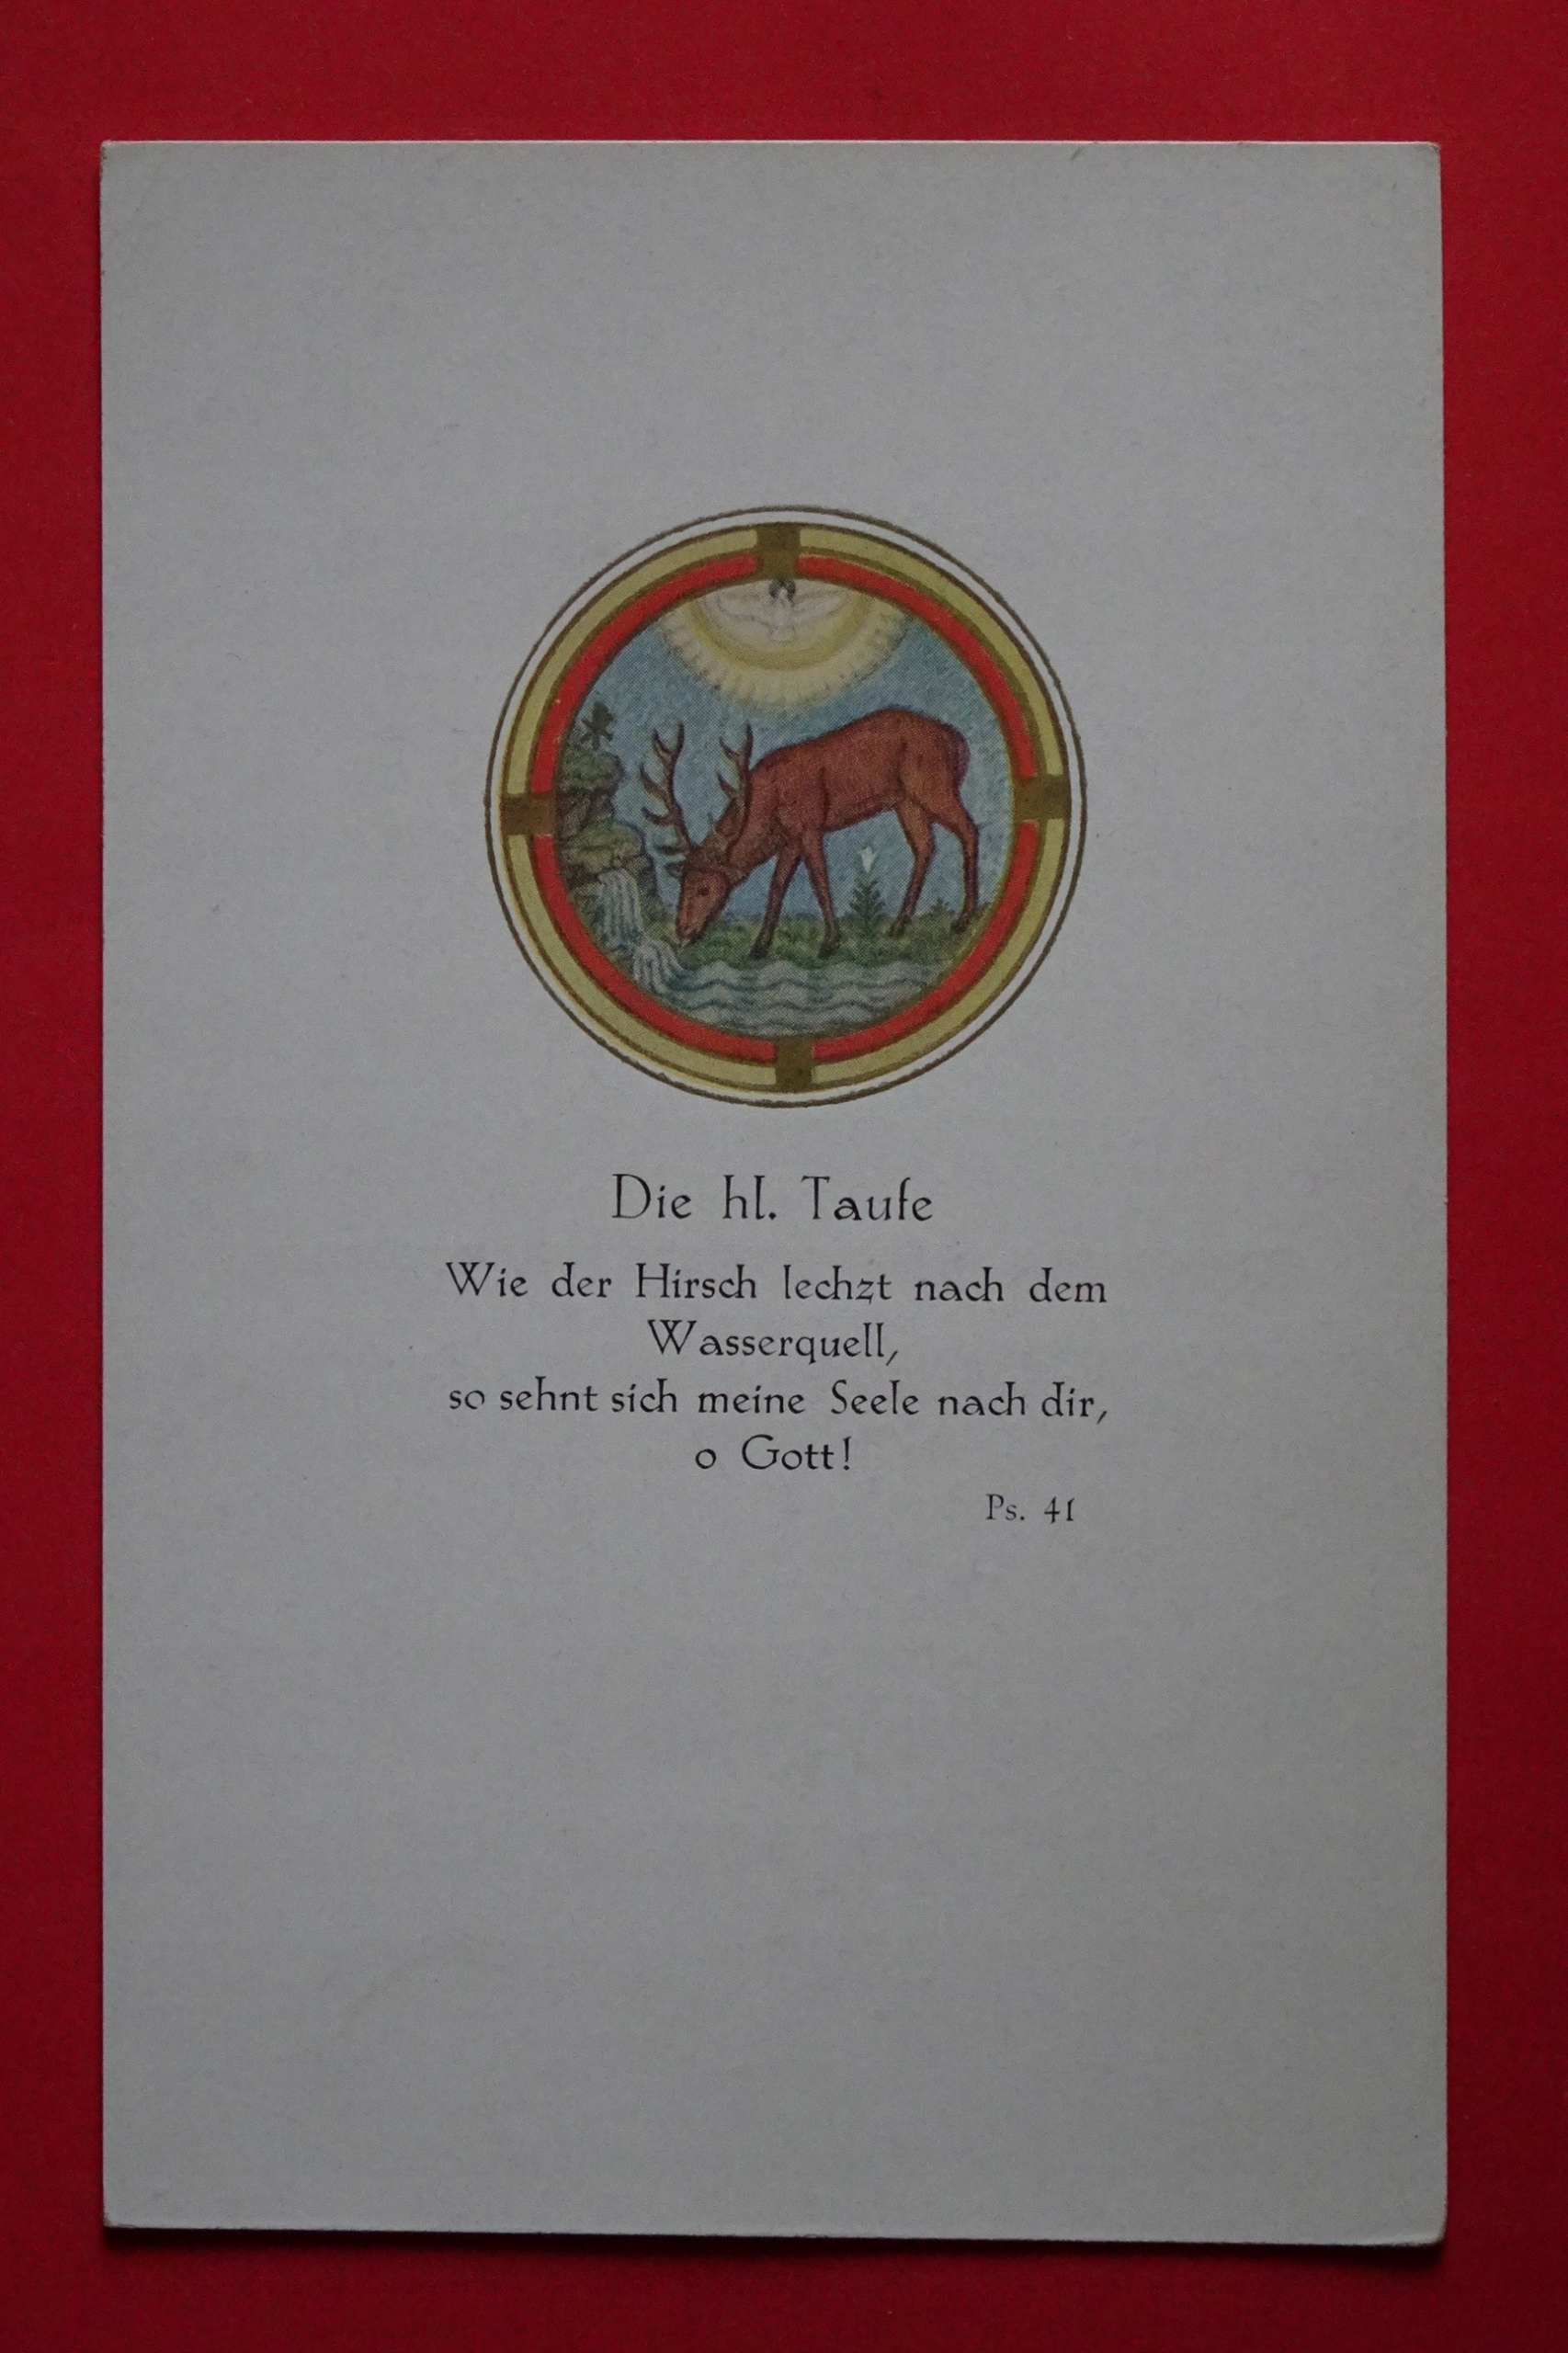 Die hl. Taufe
Wie der Hirsch lechzt nach dem
Wasserquell,
so sehnt sich meine Seele nach dir,
o Gott!
Ps. 41